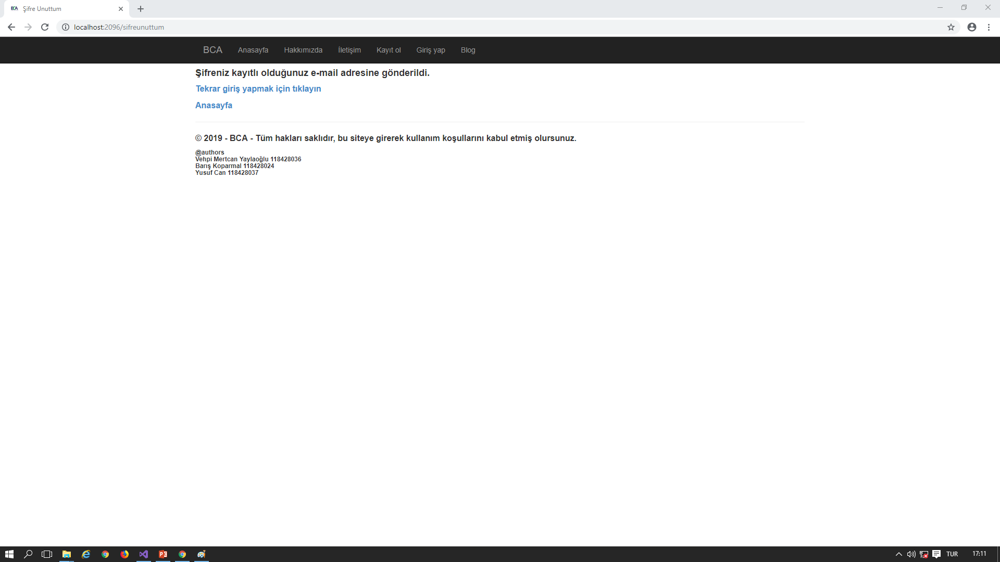 BCA Şifre Unuttum
localhost:2096/sifreunuttum
BCA Anasayfa Hakkımızda İletişim Kayıt ol Giriş yap Blog
Şifreniz kayıtlı olduğunuz e-mail adresine gönderildi.
Tekrar giriş yapmak için tıklayın
Anasayfa
© 2019 - BCA - Tüm hakları saklıdır, bu siteye girerek kullanım koşullarını kabul etmiş olursunuz.
@authors
Vehpi Mertcan Yaylaoğlu 118428036
Barış Koparmal 118428024
Yusuf Can 118428037
TUR 17:11